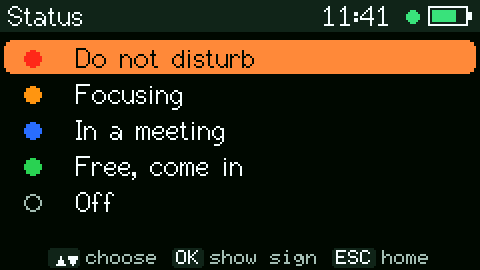 Status 11:41
Do not disturb
Focusing
In a meeting
Free, come in
Off
▲▼ choose OK show sign ESC home